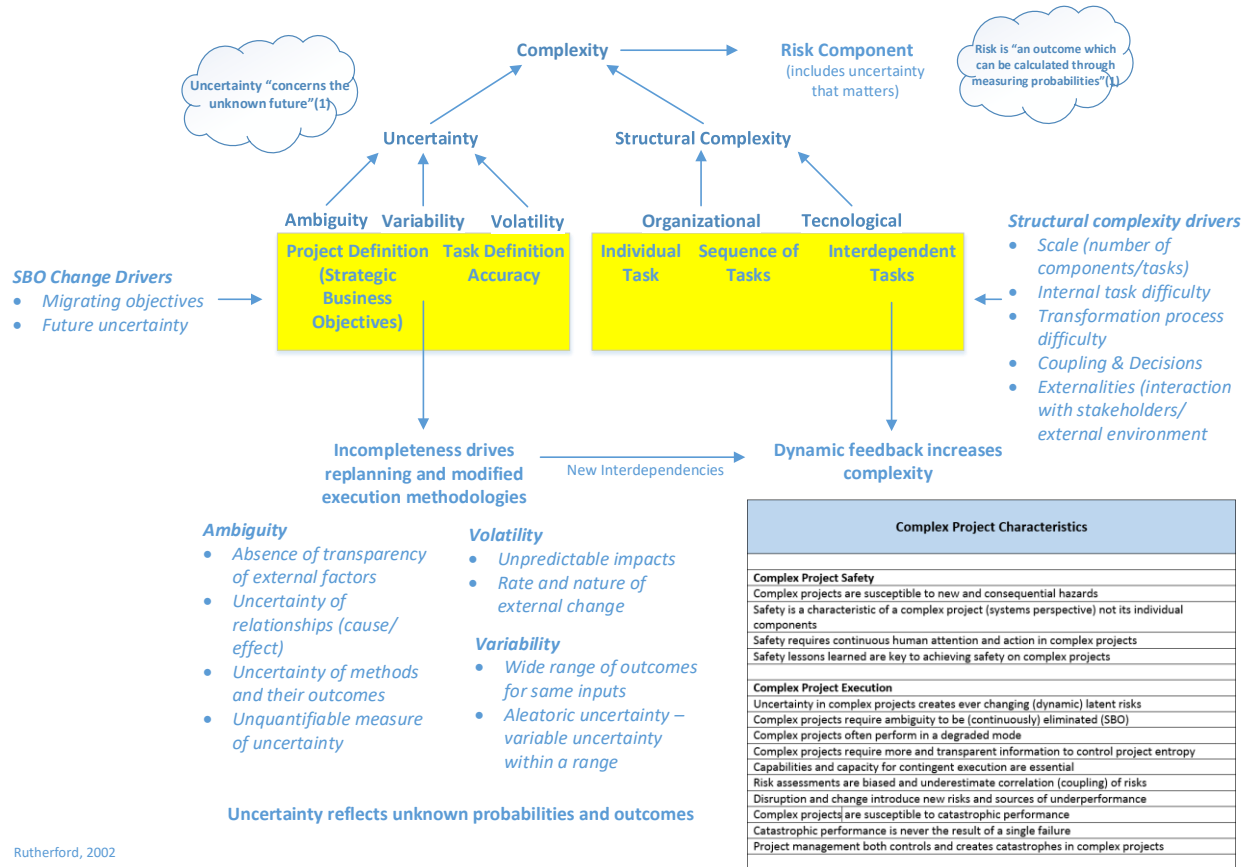 Complexity
Risk Component
(includes uncertainty
that matters)
Uncertainty “concerns the
unknown future”(1)
Risk is “an outcome which
can be calculated through
measuring probabilities”(1)
Uncertainty
Structural Complexity
Ambiguity
Variability
Volatility
Organizational
Tecnological
Project Definition
(Strategic
Business
Objectives)
Task Definition
Accuracy
Individual
Task
Sequence of
Tasks
Interdependent
Tasks
SBO Change Drivers
• Migrating objectives
• Future uncertainty
Structural complexity drivers
• Scale (number of
components/tasks)
• Internal task difficulty
• Transformation process
difficulty
• Coupling & Decisions
• Externalities (interaction
with stakeholders/
external environment
Incompleteness drives
replanning and modified
execution methodologies
New Interdependencies
Dynamic feedback increases
complexity
Ambiguity
• Absence of transparency
of external factors
• Uncertainty of
relationships (cause/
effect)
• Uncertainty of methods
and their outcomes
• Unquantifiable measure
of uncertainty
Volatility
• Unpredictable impacts
• Rate and nature of
external change
Variability
• Wide range of outcomes
for same inputs
• Aleatoric uncertainty –
variable uncertainty
within a range
Uncertainty reflects unknown probabilities and outcomes
Rutherford, 2002
Complex Project Characteristics
Complex Project Safety
Complex projects are susceptible to new and consequential hazards
Safety is a characteristic of a complex project (systems perspective) not its individual
components
Safety requires continuous human attention and action in complex projects
Safety lessons learned are key to achieving safety on complex projects
Complex Project Execution
Uncertainty in complex projects creates ever changing (dynamic) latent risks
Complex projects require ambiguity to be (continuously) eliminated (SBO)
Complex projects often perform in a degraded mode
Complex projects require more and transparent information to control project entropy
Capabilities and capacity for contingent execution are essential
Risk assessments are biased and underestimate correlation (coupling) of risks
Disruption and change introduce new risks and sources of underperformance
Complex projects are susceptible to catastrophic performance
Catastrophic performance is never the result of a single failure
Project management both controls and creates catastrophes in complex projects